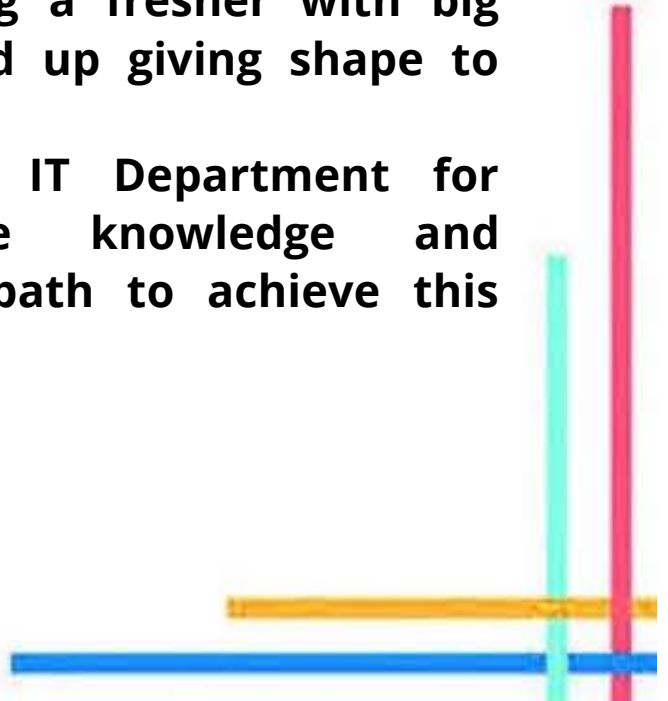 a fresher with big
up giving shape to
IT Department for
knowledge and
path to achieve this